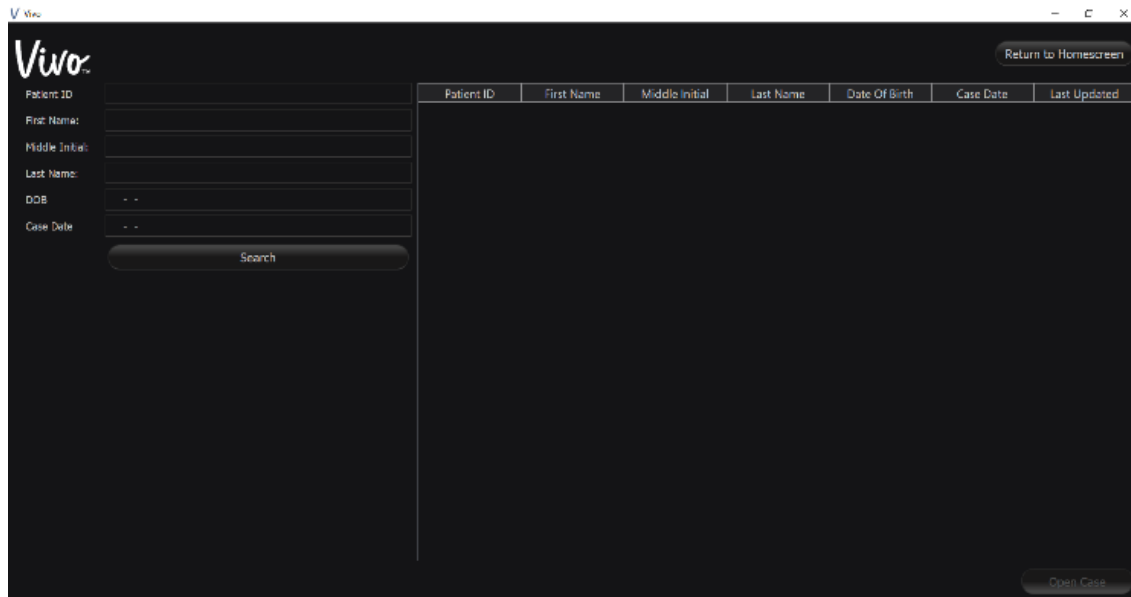 Vivo
Vivo™
Return to Homescreen
Patient ID
First Name:
Middle Initial:
Last Name:
DOB - -
Case Date - -
Search
Patient ID First Name Middle Initial Last Name Date Of Birth Case Date Last Updated
Open Case